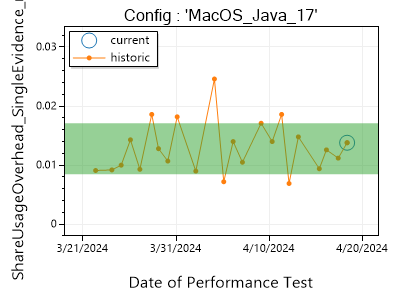 Config : 'MacOS_Java_17'
current
historic
ShareUsageOverhead_SingleEvidence_
0.03
0.02
0.01
0
3/21/2024
3/31/2024
4/10/2024
4/20/2024
Date of Performance Test